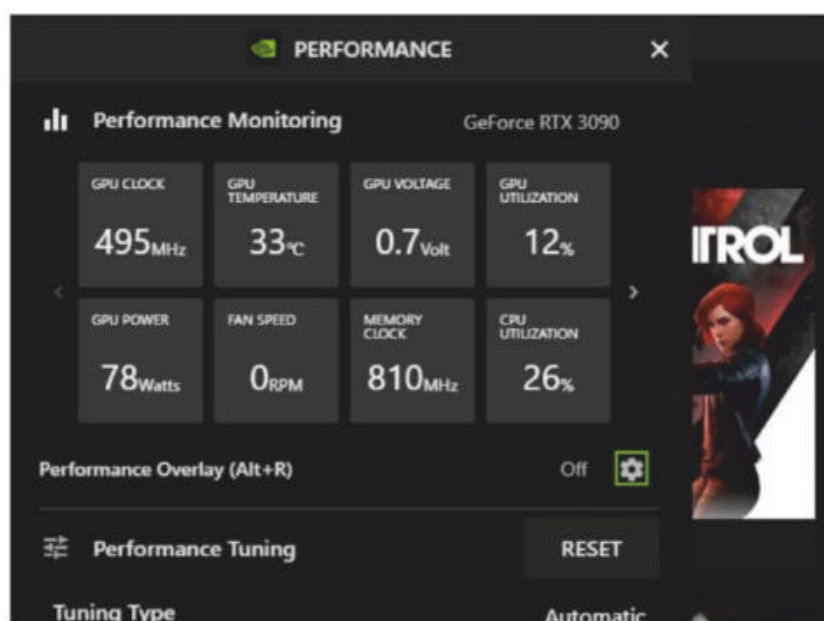 PERFORMANCE
Performance Monitoring GeForce RTX 3090
GPU CLOCK
495MHz
GPU
TEMPERATURE
33°C
GPU VOLTAGE
0.7Volt
GPU
UTILIZATION
12%
GPU POWER
78Watts
FAN SPEED
0RPM
MEMORY
CLOCK
810MHz
CPU
UTILIZATION
26%
Performance Overlay (Alt+R) Off
Performance Tuning RESET
Tuning Type Automatic
TROL